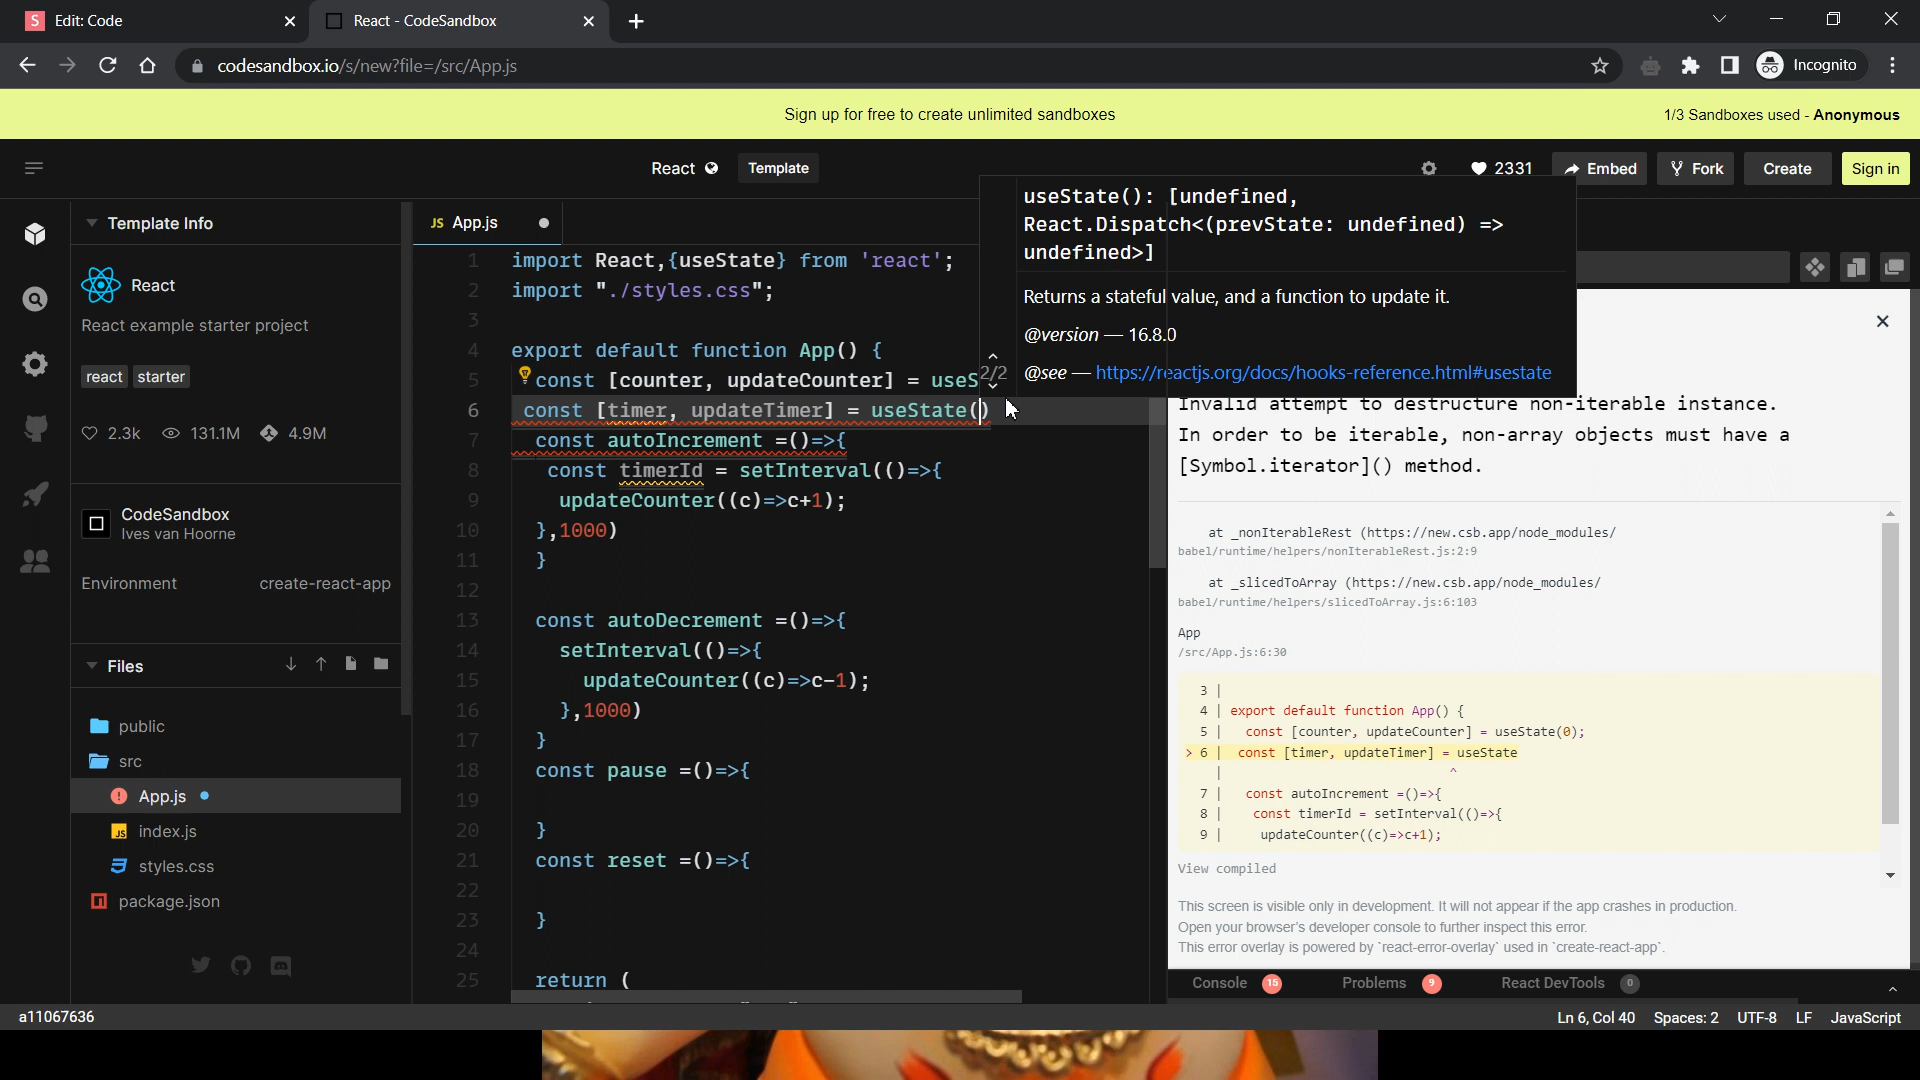 S Edit: Code
React - CodeSandbox
codesandbox.io/s/new?file=/src/App.js
Incognito
Sign up for free to create unlimited sandboxes
1/3 Sandboxes used - Anonymous
React
Template
2331
Embed
Fork
Create
Sign in
Template Info
React
React example starter project
react
starter
2.3k
131.1M
4.9M
CodeSandbox
Ives van Hoorne
Environment
create-react-app
Files
public
src
App.js
JS index.js
styles.css
package.json
JS App.js
1 import React,{useState} from 'react';
2 import "./styles.css";
3
4 export default function App() {
5 const [counter, updateCounter] = useS
6 const [timer, updateTimer] = useState()
7 const autoIncrement =()=>{
8 const timerId = setInterval(()=>{
9 updateCounter((c)=>c+1);
10 },1000)
11 }
12
13 const autoDecrement =()=>{
14 setInterval(()=>{
15 updateCounter((c)=>c-1);
16 },1000)
17 }
18 const pause =()=>{
19
20 }
21 const reset =()=>{
22
23 }
24
25 return (
2/2
useState(): [undefined,
React.Dispatch<(prevState: undefined) =>
undefined>]
Returns a stateful value, and a function to update it.
@version — 16.8.0
@see — https://reactjs.org/docs/hooks-reference.html#usestate
Invalid attempt to destructure non-iterable instance.
In order to be iterable, non-array objects must have a
[Symbol.iterator]() method.
at _nonIterableRest (https://new.csb.app/node_modules/
babel/runtime/helpers/nonIterableRest.js:2:9
at _slicedToArray (https://new.csb.app/node_modules/
babel/runtime/helpers/slicedToArray.js:6:103
App
/src/App.js:6:30
3 |
4 | export default function App() {
5 | const [counter, updateCounter] = useState(0);
> 6 | const [timer, updateTimer] = useState
| ^
7 | const autoIncrement =()=>{
8 | const timerId = setInterval(()=>{
9 | updateCounter((c)=>c+1);
View compiled
This screen is visible only in development. It will not appear if the app crashes in production.
Open your browser's developer console to further inspect this error.
This error overlay is powered by `react-error-overlay` used in `create-react-app`.
Console 15
Problems 9
React DevTools 0
a11067636
Ln 6, Col 40
Spaces: 2
UTF-8
LF
JavaScript